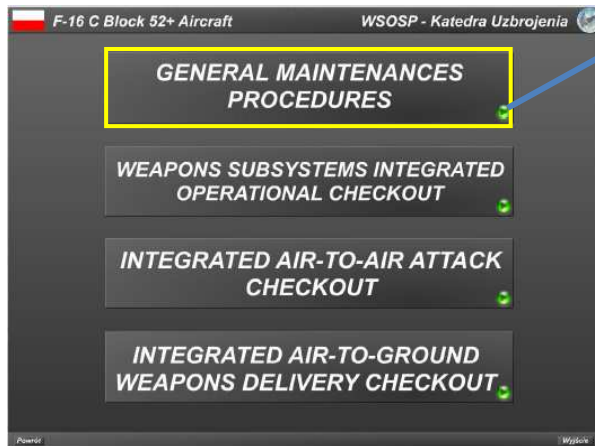 F-16 C Block 52+ Aircraft WSOSP - Katedra Uzbrojenia
GENERAL MAINTENANCES
PROCEDURES
WEAPONS SUBSYSTEMS INTEGRATED
OPERATIONAL CHECKOUT
INTEGRATED AIR-TO-AIR ATTACK
CHECKOUT
INTEGRATED AIR-TO-GROUND
WEAPONS DELIVERY CHECKOUT
Powrót Wyjście